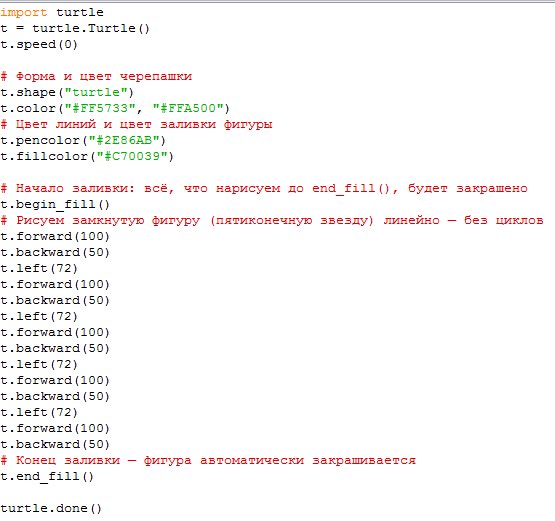 import turtle
t = turtle.Turtle()
t.speed(0)
# Форма и цвет черепашки
t.shape("turtle")
t.color("#FF5733", "#FFA500")
# Цвет линий и цвет заливки фигуры
t.pencolor("#2E86AB")
t.fillcolor("#C70039")
# Начало заливки: всё, что нарисуем до end_fill(), будет закрашено
t.begin_fill()
# Рисуем замкнутую фигуру (пятиконечную звезду) линейно — без циклов
t.forward(100)
t.backward(50)
t.left(72)
t.forward(100)
t.backward(50)
t.left(72)
t.forward(100)
t.backward(50)
t.left(72)
t.forward(100)
t.backward(50)
t.left(72)
t.forward(100)
t.backward(50)
# Конец заливки — фигура автоматически закрашивается
t.end_fill()
turtle.done()